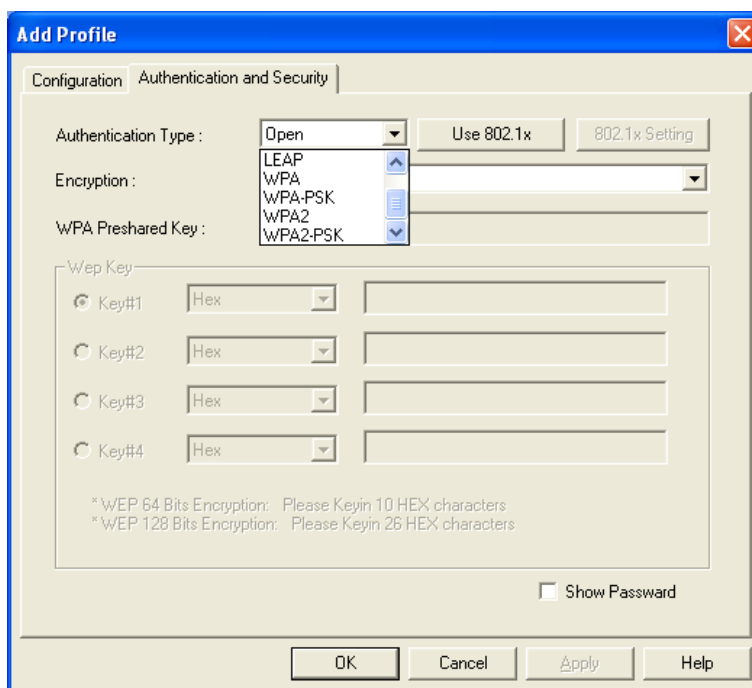 Add Profile
Configuration
Authentication and Security
Authentication Type :
Open
Use 802.1x
802.1x Setting
LEAP
WPA
WPA-PSK
WPA2
WPA2-PSK
Encryption :
WPA Preshared Key :
Wep Key
Key#1
Hex
Key#2
Hex
Key#3
Hex
Key#4
Hex
* WEP 64 Bits Encryption: Please Keyin 10 HEX characters
* WEP 128 Bits Encryption: Please Keyin 26 HEX characters
Show Passward
OK
Cancel
Apply
Help